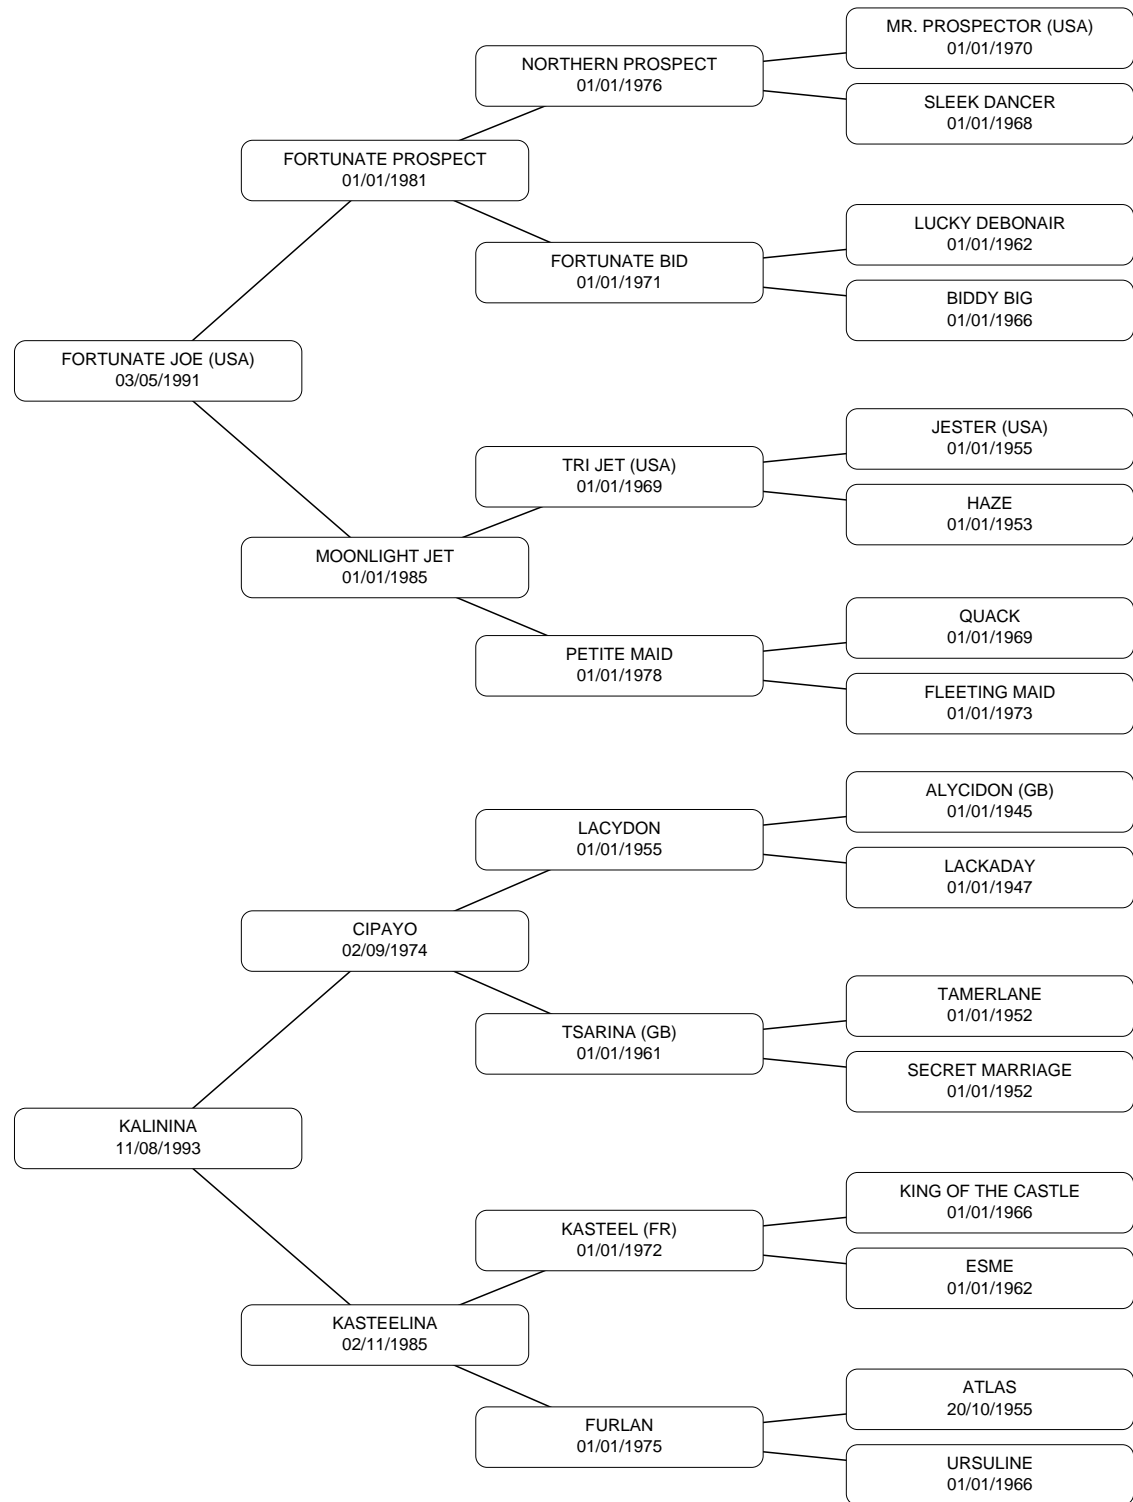 MR. PROSPECTOR (USA)
01/01/1970
NORTHERN PROSPECT
01/01/1976
SLEEK DANCER
01/01/1968
FORTUNATE PROSPECT
01/01/1981
LUCKY DEBONAIR
01/01/1962
FORTUNATE BID
01/01/1971
BIDDY BIG
01/01/1966
FORTUNATE JOE (USA)
03/05/1991
JESTER (USA)
01/01/1955
TRI JET (USA)
01/01/1969
HAZE
01/01/1953
MOONLIGHT JET
01/01/1985
QUACK
01/01/1969
PETITE MAID
01/01/1978
FLEETING MAID
01/01/1973
ALYCIDON (GB)
01/01/1945
LACYDON
01/01/1955
LACKADAY
01/01/1947
CIPAYO
02/09/1974
TAMERLANE
01/01/1952
TSARINA (GB)
01/01/1961
SECRET MARRIAGE
01/01/1952
KALININA
11/08/1993
KING OF THE CASTLE
01/01/1966
KASTEEL (FR)
01/01/1972
ESME
01/01/1962
KASTEELINA
02/11/1985
ATLAS
20/10/1955
FURLAN
01/01/1975
URSULINE
01/01/1966